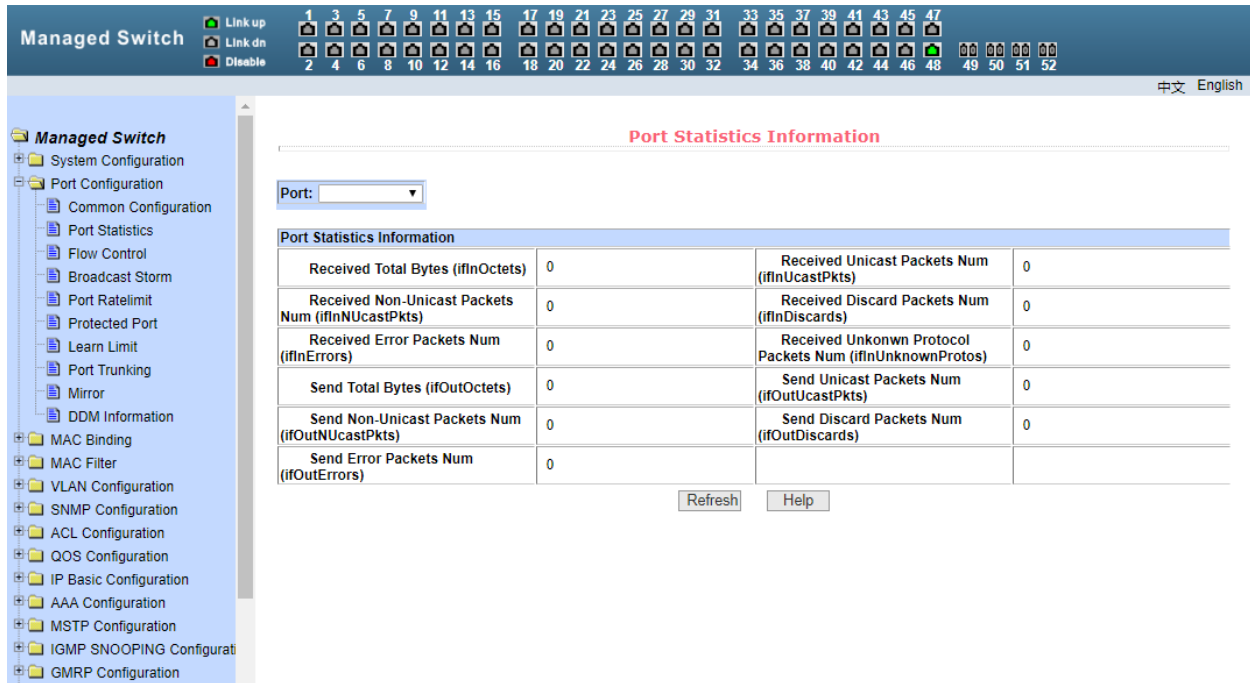 Managed Switch
Link up
Link dn
Disable
1 3 5 7 9 11 13 15 17 19 21 23 25 27 29 31 33 35 37 39 41 43 45 47
2 4 6 8 10 12 14 16 18 20 22 24 26 28 30 32 34 36 38 40 42 44 46 48 49 50 51 52
中文 English
Managed Switch
System Configuration
Port Configuration
Common Configuration
Port Statistics
Flow Control
Broadcast Storm
Port Ratelimit
Protected Port
Learn Limit
Port Trunking
Mirror
DDM Information
MAC Binding
MAC Filter
VLAN Configuration
SNMP Configuration
ACL Configuration
QOS Configuration
IP Basic Configuration
AAA Configuration
MSTP Configuration
IGMP SNOOPING Configurati
GMRP Configuration
Port Statistics Information
Port:
Port Statistics Information
Received Total Bytes (ifInOctets) 0
Received Unicast Packets Num
(ifInUcastPkts) 0
Received Non-Unicast Packets
Num (ifInNUcastPkts) 0
Received Discard Packets Num
(ifInDiscards) 0
Received Error Packets Num
(ifInErrors) 0
Received Unkonwn Protocol
Packets Num (ifInUnknownProtos) 0
Send Total Bytes (ifOutOctets) 0
Send Unicast Packets Num
(ifOutUcastPkts) 0
Send Non-Unicast Packets Num
(ifOutNUcastPkts) 0
Send Discard Packets Num
(ifOutDiscards) 0
Send Error Packets Num
(ifOutErrors) 0
Refresh Help